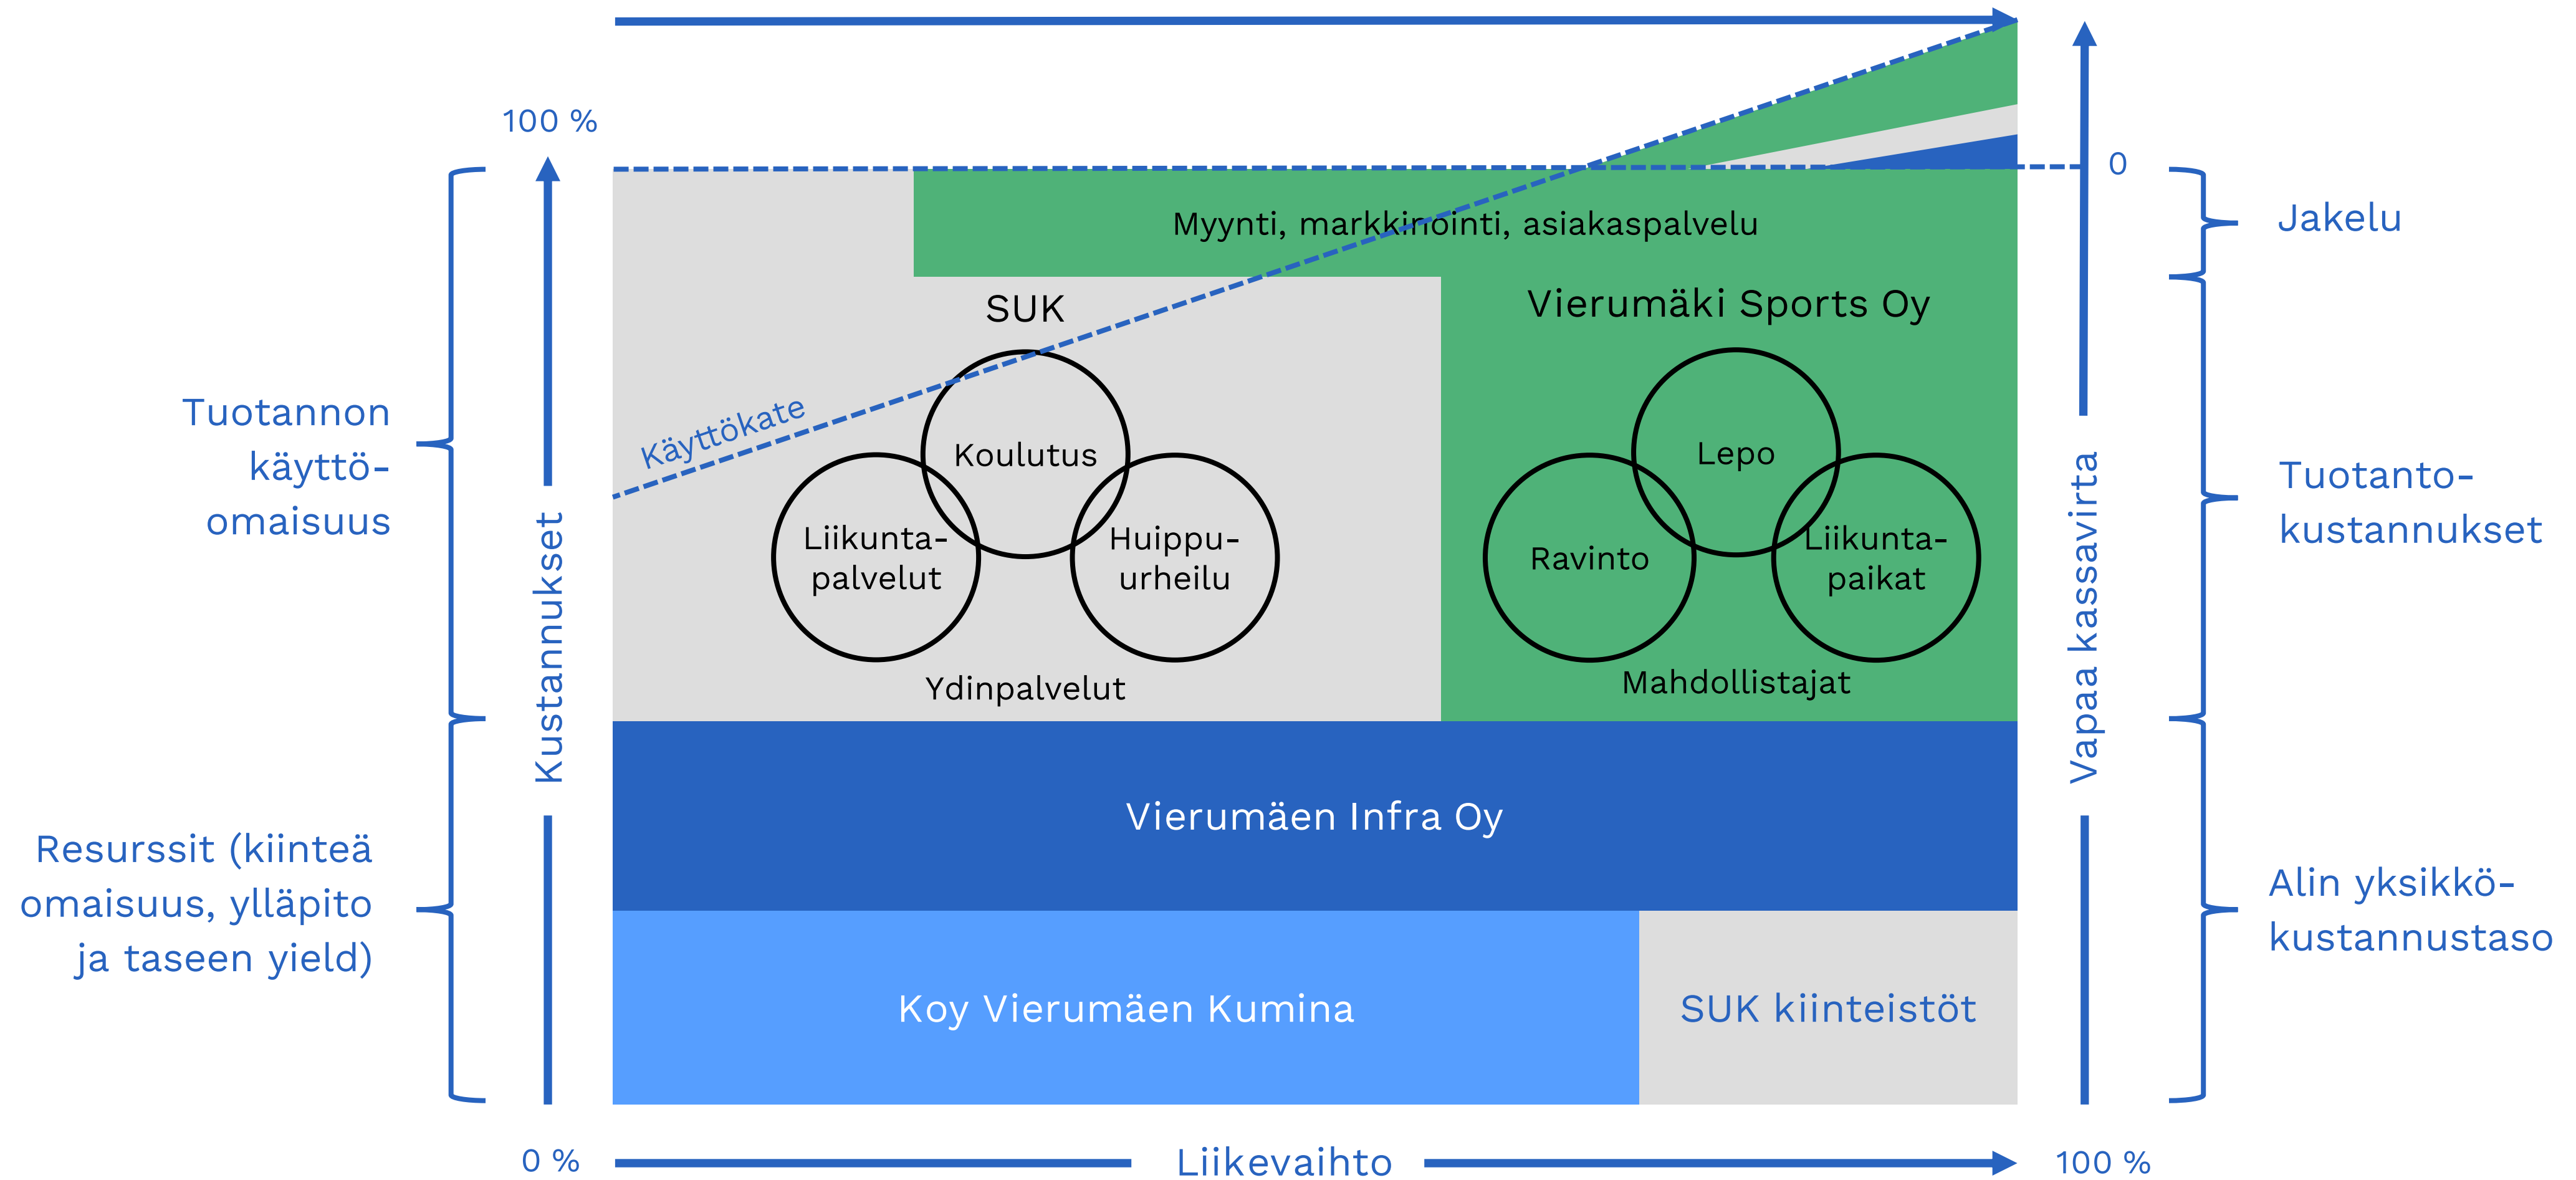 100 %
0
Jakelu
Myynti, markkinointi, asiakaspalvelu
SUK
Vierumäki Sports Oy
Tuotannon
käyttö-
omaisuus
Käyttökate
Koulutus
Liikunta-
palvelut
Huippu-
urheilu
Ydinpalvelut
Lepo
Ravinto
Liikunta-
paikat
Mahdollistajat
Tuotanto-
kustannukset
Kustannukset
Vapaa kassavirta
Vierumäen Infra Oy
Resurssit (kiinteä
omaisuus, ylläpito
ja taseen yield)
Alin yksikkö-
kustannustaso
Koy Vierumäen Kumina
SUK kiinteistöt
0 %
Liikevaihto
100 %